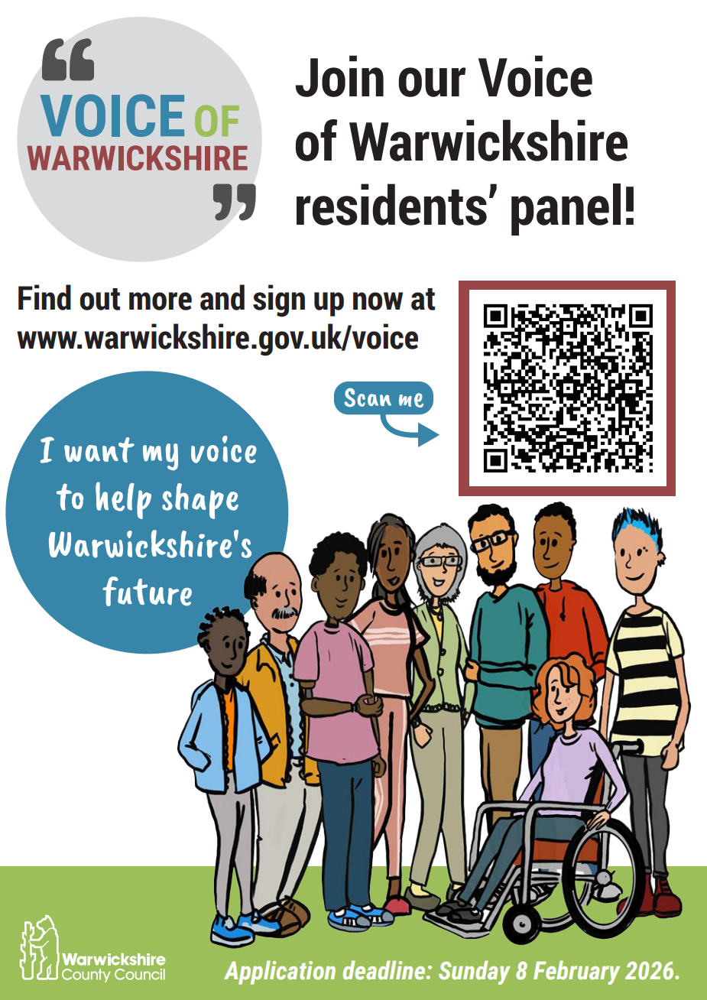 “
VOICE OF
WARWICKSHIRE
”
Join our Voice
of Warwickshire
residents’ panel!
Find out more and sign up now at
www.warwickshire.gov.uk/voice
Scan me
I want my voice
to help shape
Warwickshire's
future
Warwickshire
County Council
Application deadline: Sunday 8 February 2026.